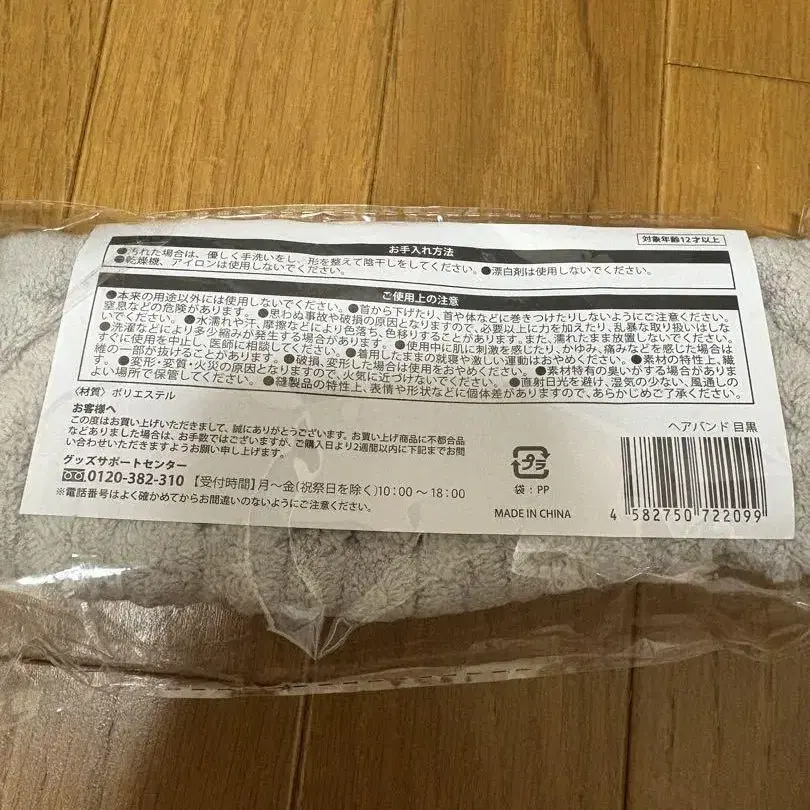 対象年齢12才以上
お手入れ方法
●汚れた場合は、優しく手洗いをし、形を整えて陰干しをしてください。●漂白剤は使用しないでください。
●乾燥機、アイロンは使用しないでください。
ご使用上の注意
●本来の用途以外には使用しないでください。●首から下げたり、首や体などに巻きつけたりしないようにご注意ください。
窒息などの危険があります。●思わぬ事故や破損の原因となりますので、必要以上に力を加えたり、乱暴な取り扱いはしな
いでください。●水濡れや汗、摩擦などにより色落ち、色移りすることがあります。また、濡れたまま放置しないでください。
●洗濯などにより多少縮みが発生する場合があります。●使用中に肌に刺激を感じたり、かゆみ、痛みなどを感じた場合は
すぐに使用を中止し、医師に相談してください。●着用したままの就寝や激しい運動はおやめください。●素材の特性上、繊
維の一部が抜けることがあります。●破損、変形した場合は使用をおやめください。●素材特有の臭いがする場合がありま
す。●変形・変質・火災の原因となりますので、火気に近づけないでください。●直射日光を避け、湿気の少ない、風通しの
よい場所で保管してください。●縫製品の特性上、表情や形状などに個体差がありますので、あらかじめご了承ください。
〈材質〉ポリエステル
お客様へ
この度はお買い上げいただきまして、誠にありがとうございます。お買い上げ商品に不都合品
などありました場合は、お手数ではございますが、ご購入日より2週間以内に下記までお問
い合わせいただきますようお願い申し上げます。
グッズサポートセンター
0120-382-310 【受付時間】月～金(祝祭日を除く)10:00～18:00
※電話番号はよく確かめてからお間違いのないようにご注意ください。
プラ
袋:PP
MADE IN CHINA
ヘアバンド 目黒
4 582750 722099